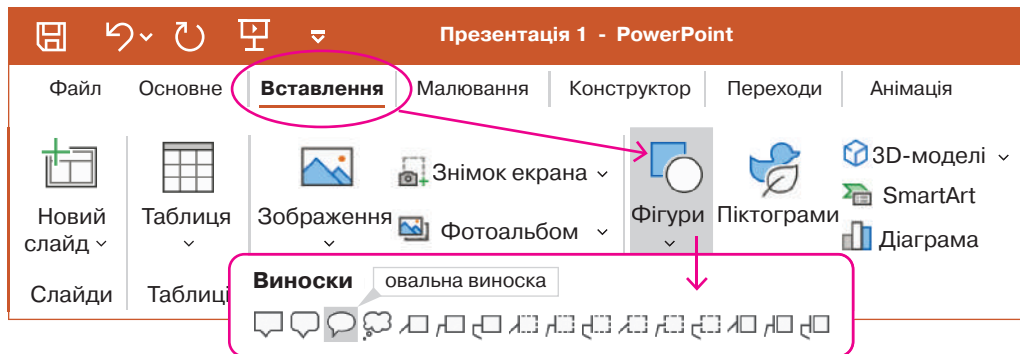 Презентація 1 - PowerPoint
Файл Основне Вставлення Малювання Конструктор Переходи Анімація
Новий слайд
Таблиця
Зображення
Знімок екрана
Фотоальбом
Фігури
Піктограми
3D-моделі
SmartArt
Діаграма
Слайди
Таблиці
Виноски
овальна виноска